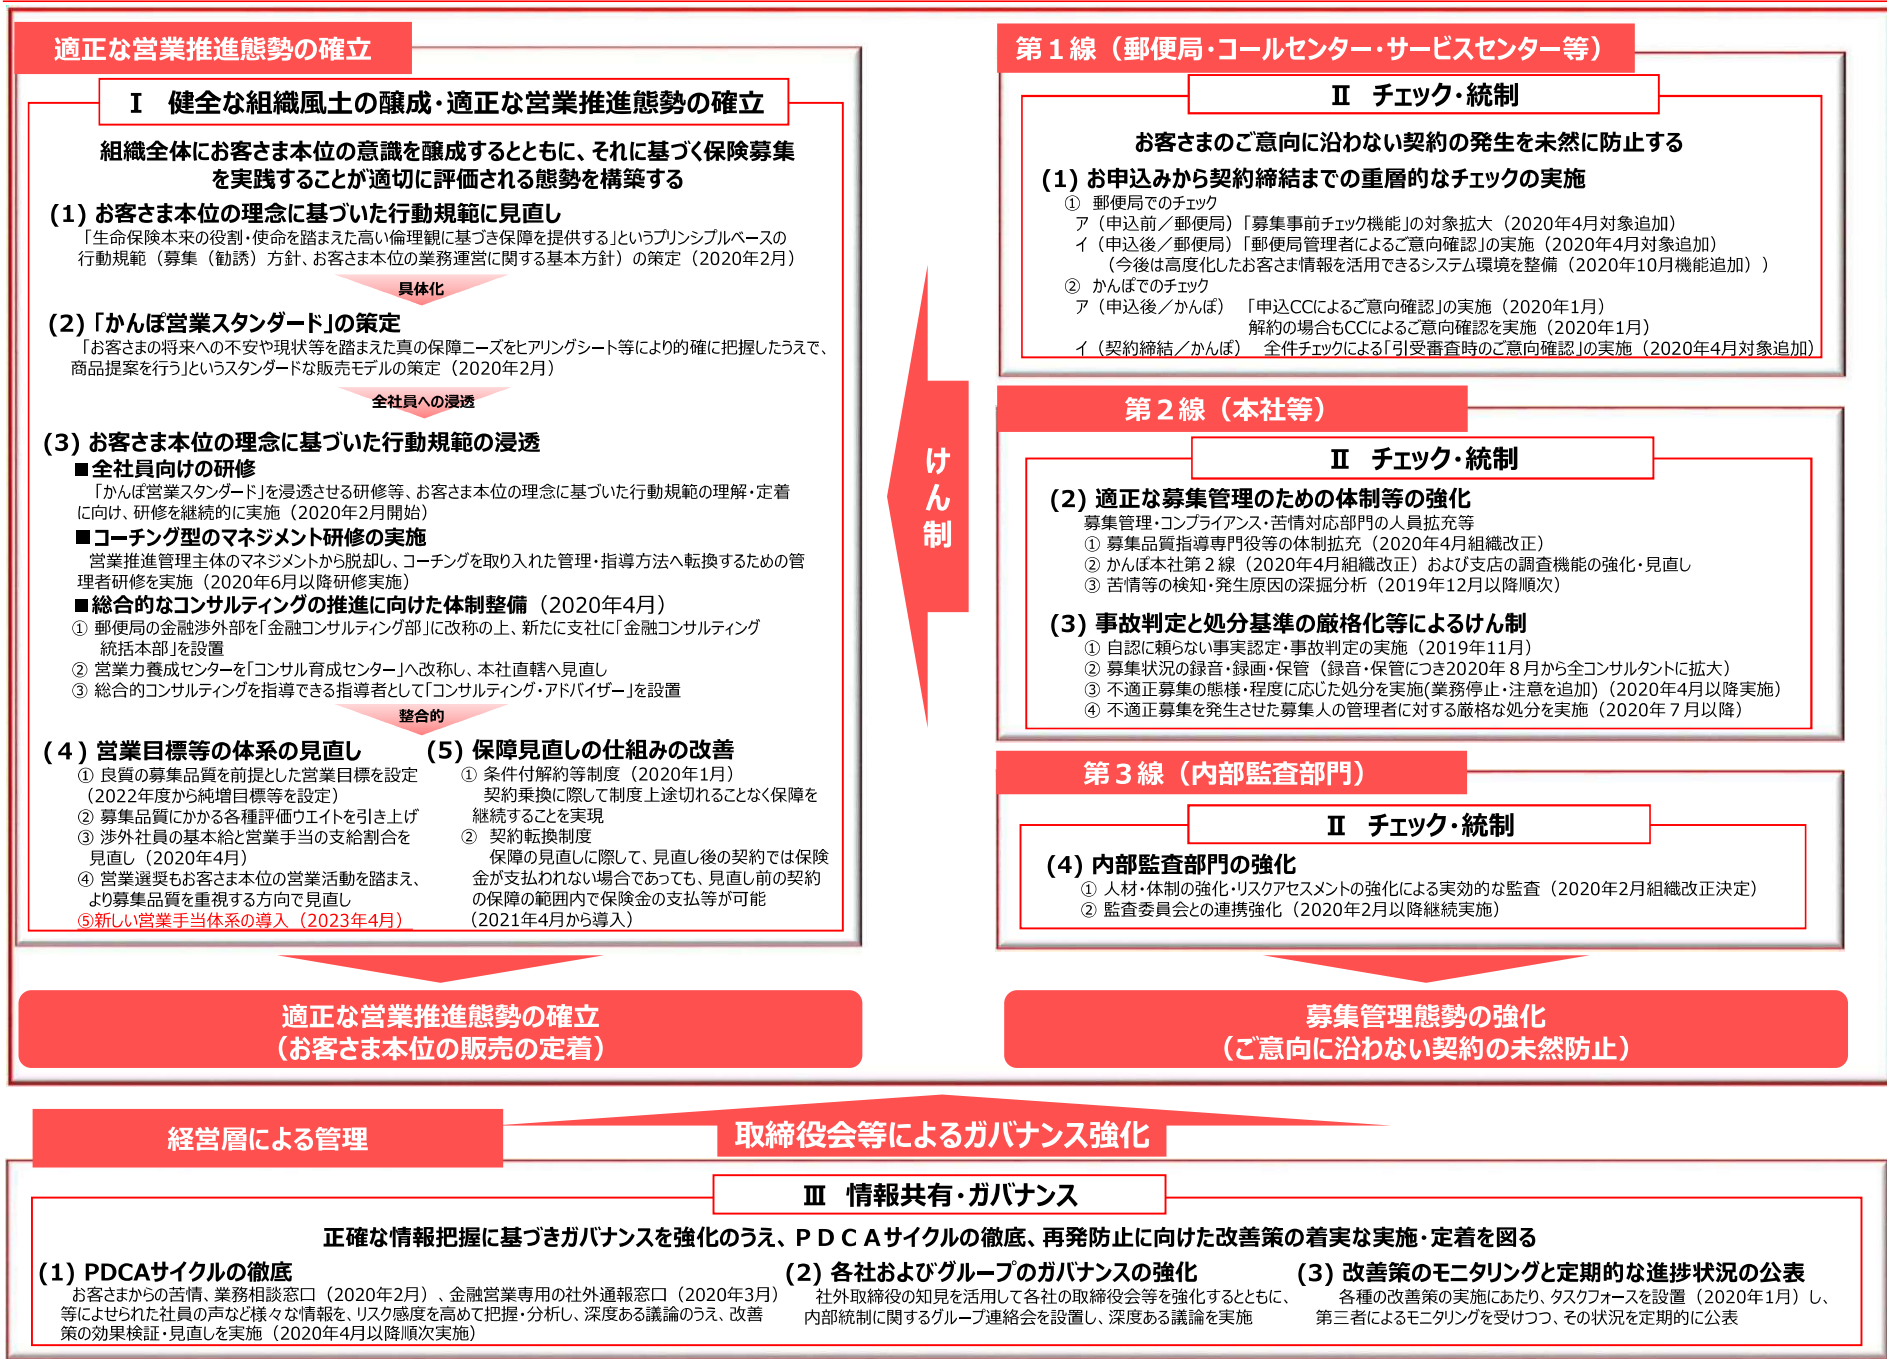 適正な営業推進態勢の確立
Ⅰ 健全な組織風土の醸成・適正な営業推進態勢の確立
組織全体にお客さま本位の意識を醸成するとともに、それに基づく保険募集
を実践することが適切に評価される態勢を構築する
(1) お客さま本位の理念に基づいた行動規範に見直し
「生命保険本来の役割・使命を踏まえた高い倫理観に基づき保障を提供する」というプリンシプルベースの
行動規範（募集（勧誘）方針、お客さま本位の業務運営に関する基本方針）の策定（2020年2月）
具体化
(2)「かんぽ営業スタンダード」の策定
「お客さまの将来への不安や現状等を踏まえた真の保障ニーズをヒアリングシート等により的確に把握したうえで、
商品提案を行う」というスタンダードな販売モデルの策定（2020年2月）
全社員への浸透
(3) お客さま本位の理念に基づいた行動規範の浸透
■全社員向けの研修
「かんぽ営業スタンダード」を浸透させる研修等、お客さま本位の理念に基づいた行動規範の理解・定着
に向け、研修を継続的に実施（2020年2月開始）
■コーチング型のマネジメント研修の実施
営業推進管理主体のマネジメントから脱却し、コーチングを取り入れた管理・指導方法へ転換するための管
理者研修を実施（2020年6月以降研修実施）
■総合的なコンサルティングの推進に向けた体制整備（2020年4月）
① 郵便局の金融渉外部を「金融コンサルティング部」に改称の上、新たに支社に「金融コンサルティング
統括本部」を設置
② 営業力養成センターを「コンサル育成センター」へ改称し、本社直轄へ見直し
③ 総合的コンサルティングを指導できる指導者として「コンサルティング・アドバイザー」を設置
整合的
(４) 営業目標等の体系の見直し
① 良質の募集品質を前提とした営業目標を設定
（2022年度から純増目標等を設定）
② 募集品質にかかる各種評価ウエイトを引き上げ
③ 渉外社員の基本給と営業手当の支給割合を
見直し（2020年4月）
④ 営業選奨もお客さま本位の営業活動を踏まえ、
より募集品質を重視する方向で見直し
⑤新しい営業手当体系の導入（2023年4月）
(5) 保障見直しの仕組みの改善
① 条件付解約等制度（2020年1月）
契約乗換に際して制度上途切れることなく保障を
継続することを実現
② 契約転換制度
保障の見直しに際して、見直し後の契約では保険
金が支払われない場合であっても、見直し前の契約
の保障の範囲内で保険金の支払等が可能
（2021年4月から導入）
適正な営業推進態勢の確立
（お客さま本位の販売の定着）
けん制
第１線（郵便局・コールセンター・サービスセンター等）
Ⅱ チェック・統制
お客さまのご意向に沿わない契約の発生を未然に防止する
(1) お申込みから契約締結までの重層的なチェックの実施
① 郵便局でのチェック
ア（申込前／郵便局）「募集事前チェック機能」の対象拡大（2020年4月対象追加）
イ（申込後／郵便局）「郵便局管理者によるご意向確認」の実施（2020年4月対象追加）
（今後は高度化したお客さま情報を活用できるシステム環境を整備（2020年10月機能追加））
② かんぽでのチェック
ア（申込後／かんぽ） 「申込CCによるご意向確認」の実施（2020年1月）
解約の場合もCCによるご意向確認を実施（2020年1月）
イ（契約締結／かんぽ） 全件チェックによる「引受審査時のご意向確認」の実施（2020年4月対象追加）
第２線（本社等）
Ⅱ チェック・統制
(2) 適正な募集管理のための体制等の強化
募集管理・コンプライアンス・苦情対応部門の人員拡充等
① 募集品質指導専門役等の体制拡充（2020年4月組織改正）
② かんぽ本社第２線（2020年4月組織改正）および支店の調査機能の強化・見直し
③ 苦情等の検知・発生原因の深掘分析（2019年12月以降順次）
(3) 事故判定と処分基準の厳格化等によるけん制
① 自認に頼らない事実認定・事故判定の実施（2019年11月）
② 募集状況の録音・録画・保管（録音・保管につき2020年８月から全コンサルタントに拡大）
③ 不適正募集の態様・程度に応じた処分を実施(業務停止・注意を追加)（2020年4月以降実施）
④ 不適正募集を発生させた募集人の管理者に対する厳格な処分を実施（2020年７月以降）
第３線（内部監査部門）
Ⅱ チェック・統制
(4) 内部監査部門の強化
① 人材・体制の強化・リスクアセスメントの強化による実効的な監査（2020年2月組織改正決定）
② 監査委員会との連携強化（2020年2月以降継続実施）
募集管理態勢の強化
（ご意向に沿わない契約の未然防止）
経営層による管理
取締役会等によるガバナンス強化
Ⅲ 情報共有・ガバナンス
正確な情報把握に基づきガバナンスを強化のうえ、ＰＤＣＡサイクルの徹底、再発防止に向けた改善策の着実な実施・定着を図る
(1) PDCAサイクルの徹底
お客さまからの苦情、業務相談窓口（2020年2月）、金融営業専用の社外通報窓口（2020年3月）
等によせられた社員の声など様々な情報を、リスク感度を高めて把握・分析し、深度ある議論のうえ、改善
策の効果検証・見直しを実施（2020年4月以降順次実施）
(2) 各社およびグループのガバナンスの強化
社外取締役の知見を活用して各社の取締役会等を強化するとともに、
内部統制に関するグループ連絡会を設置し、深度ある議論を実施
(3) 改善策のモニタリングと定期的な進捗状況の公表
各種の改善策の実施にあたり、タスクフォースを設置（2020年1月）し、
第三者によるモニタリングを受けつつ、その状況を定期的に公表